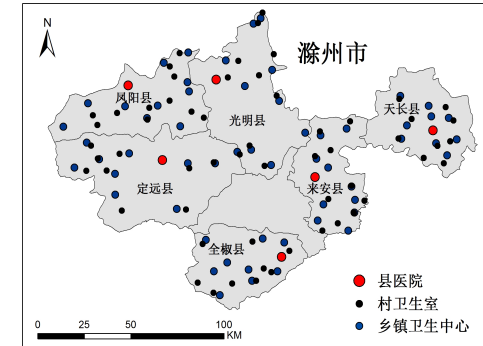 N
滁州市
凤阳县
天长县
光明县
定远县
来安县
全椒县
县医院
村卫生室
乡镇卫生中心
0 25 50 100
KM